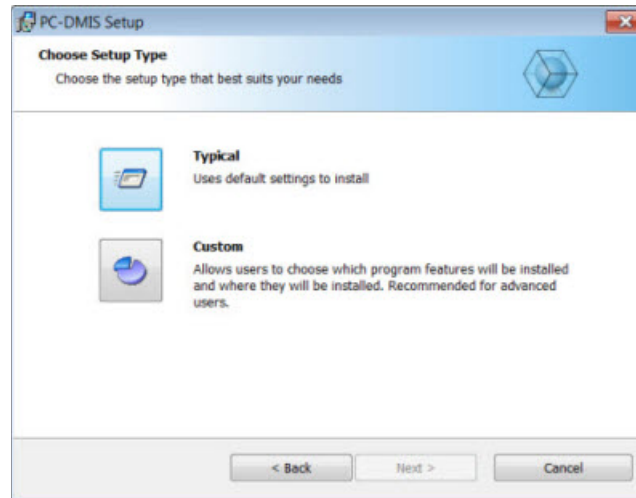 PC-DMIS Setup
Choose Setup Type
Choose the setup type that best suits your needs
Typical
Uses default settings to install
Custom
Allows users to choose which program features will be installed
and where they will be installed. Recommended for advanced
users.
< Back
Next >
Cancel